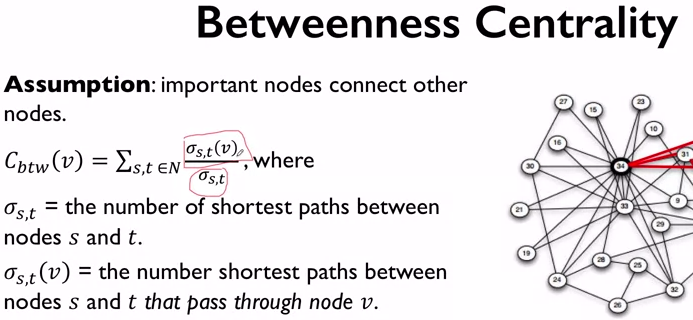 Betweenness Centrality
Assumption: important nodes connect other
nodes.
C_btw(v) = ∑_{s,t ∈N} σ_{s,t}(v) / σ_{s,t}, where
σ_{s,t} = the number of shortest paths between
nodes s and t.
σ_{s,t}(v) = the number shortest paths between
nodes s and t that pass through node v.
27
15
23
10
16
31
30
34
9
21
33
29
19
28
25
24
32
26